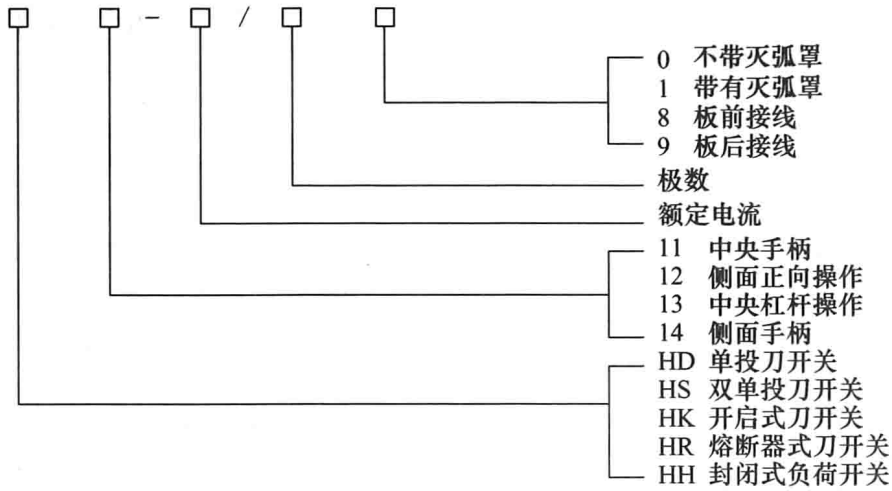 □ □ - □ / □ □
0 不带灭弧罩
1 带有灭弧罩
8 板前接线
9 板后接线
极数
额定电流
11 中央手柄
12 侧面正向操作
13 中央杠杆操作
14 侧面手柄
HD 单投刀开关
HS 双单投刀开关
HK 开启式刀开关
HR 熔断器式刀开关
HH 封闭式负荷开关